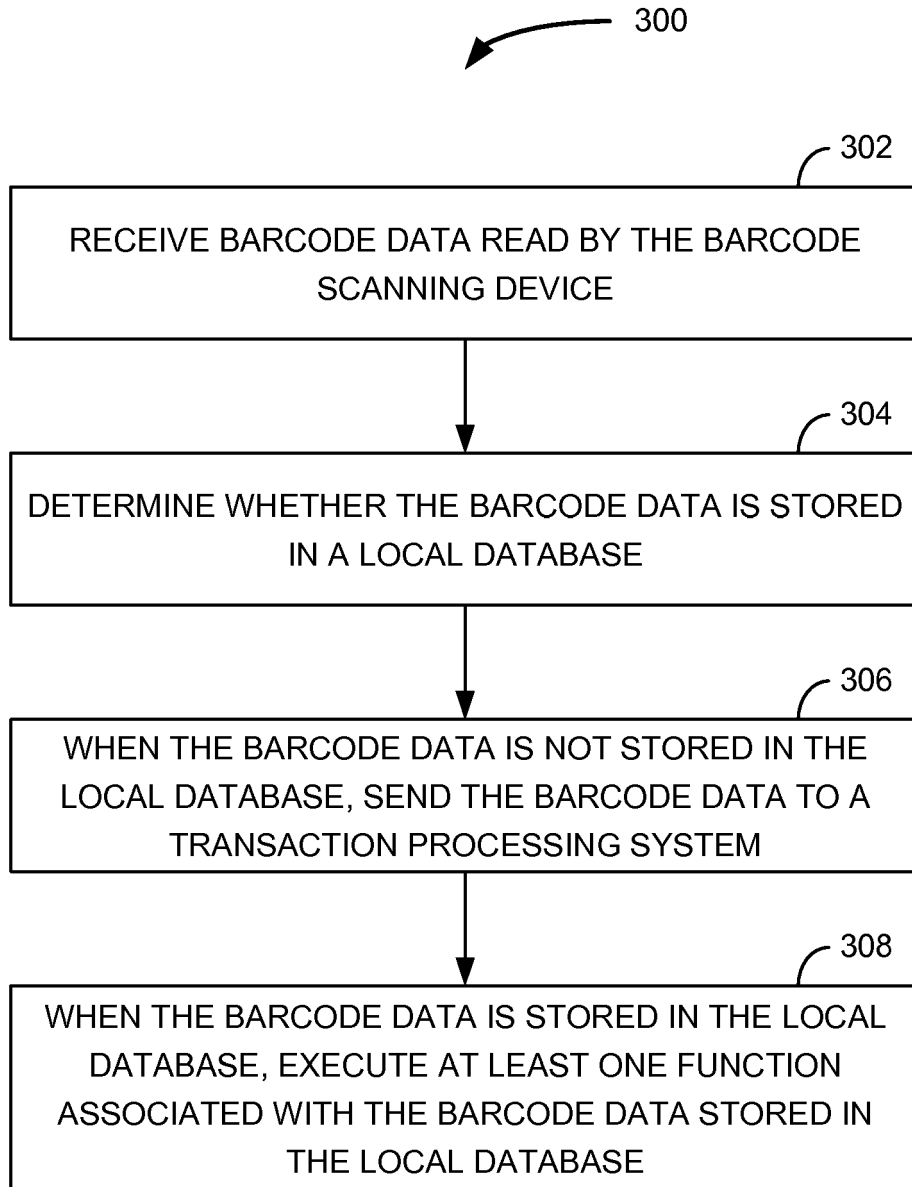 300
302
RECEIVE BARCODE DATA READ BY THE BARCODE
SCANNING DEVICE
304
DETERMINE WHETHER THE BARCODE DATA IS STORED
IN A LOCAL DATABASE
306
WHEN THE BARCODE DATA IS NOT STORED IN THE
LOCAL DATABASE, SEND THE BARCODE DATA TO A
TRANSACTION PROCESSING SYSTEM
308
WHEN THE BARCODE DATA IS STORED IN THE LOCAL
DATABASE, EXECUTE AT LEAST ONE FUNCTION
ASSOCIATED WITH THE BARCODE DATA STORED IN
THE LOCAL DATABASE